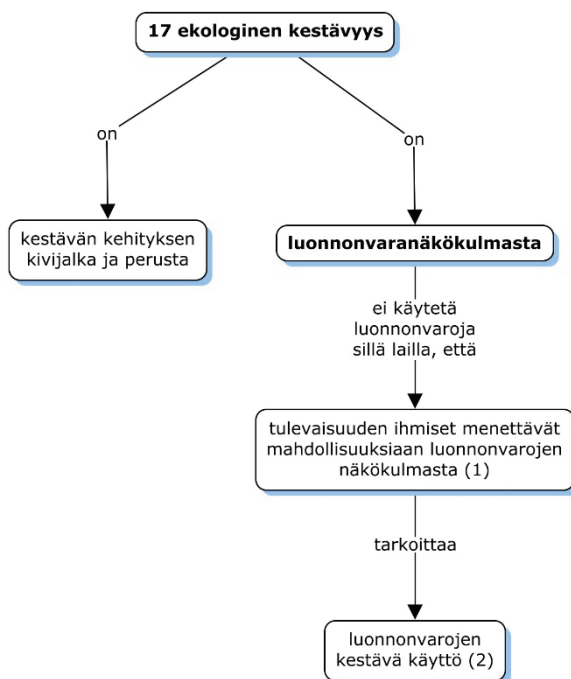 17 ekologinen kestävyys
on
on
kestävän kehityksen
kivijalka ja perusta
luonnonvaranäkökulmasta
ei käytetä
luonnonvaroja
sillä lailla, että
tulevaisuuden ihmiset menettävät
mahdollisuuksiaan luonnonvarojen
näkökulmasta (1)
tarkoittaa
luonnonvarojen
kestävä käyttö (2)